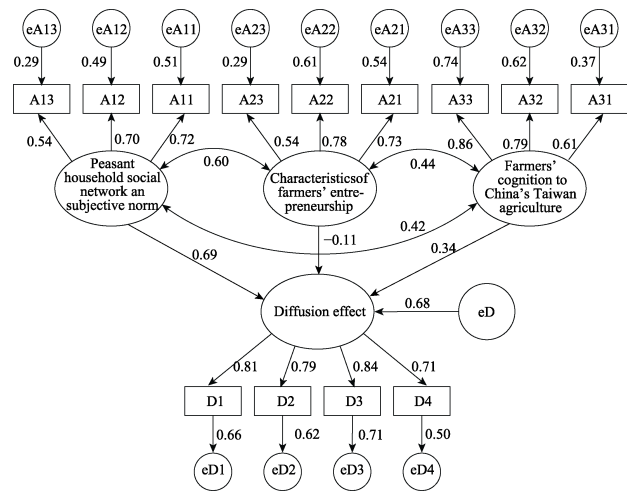 eA13 eA12 eA11 eA23 eA22 eA21 eA33 eA32 eA31
0.29 0.49 0.51 0.29 0.61 0.54 0.74 0.62 0.37
A13 A12 A11 A23 A22 A21 A33 A32 A31
0.54 0.70 0.72 0.54 0.78 0.73 0.86 0.79 0.61
Peasant
household social
network an
subjective norm
0.60
Characteristicsof
farmers' entre-
preneurship
0.44
Farmers'
cognition to
China's Taiwan
agriculture
0.42
0.69
−0.11
0.34
Diffusion effect
0.68
eD
0.81 0.79 0.84 0.71
D1 D2 D3 D4
0.66 0.62 0.71 0.50
eD1 eD2 eD3 eD4